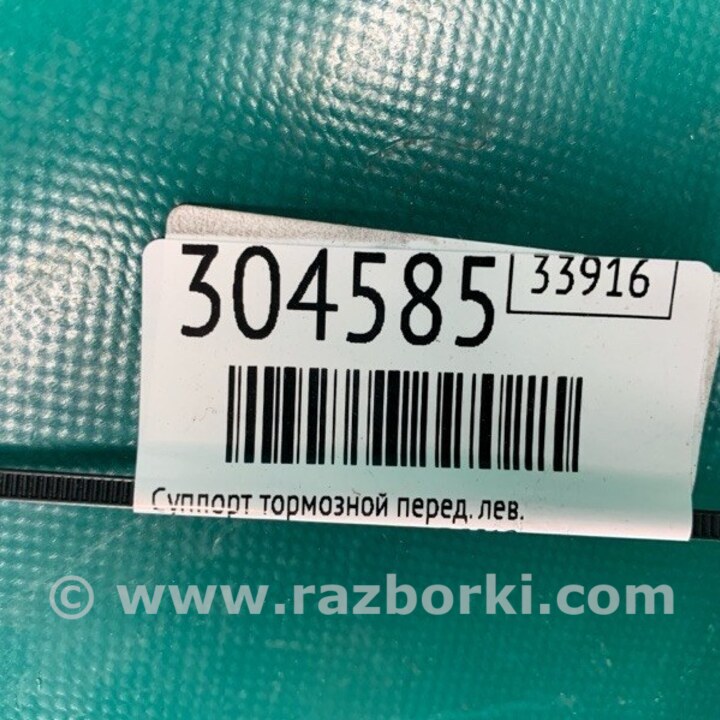 304585
33916
Суппорт тормозной перед. лев.
© www.razborki.com